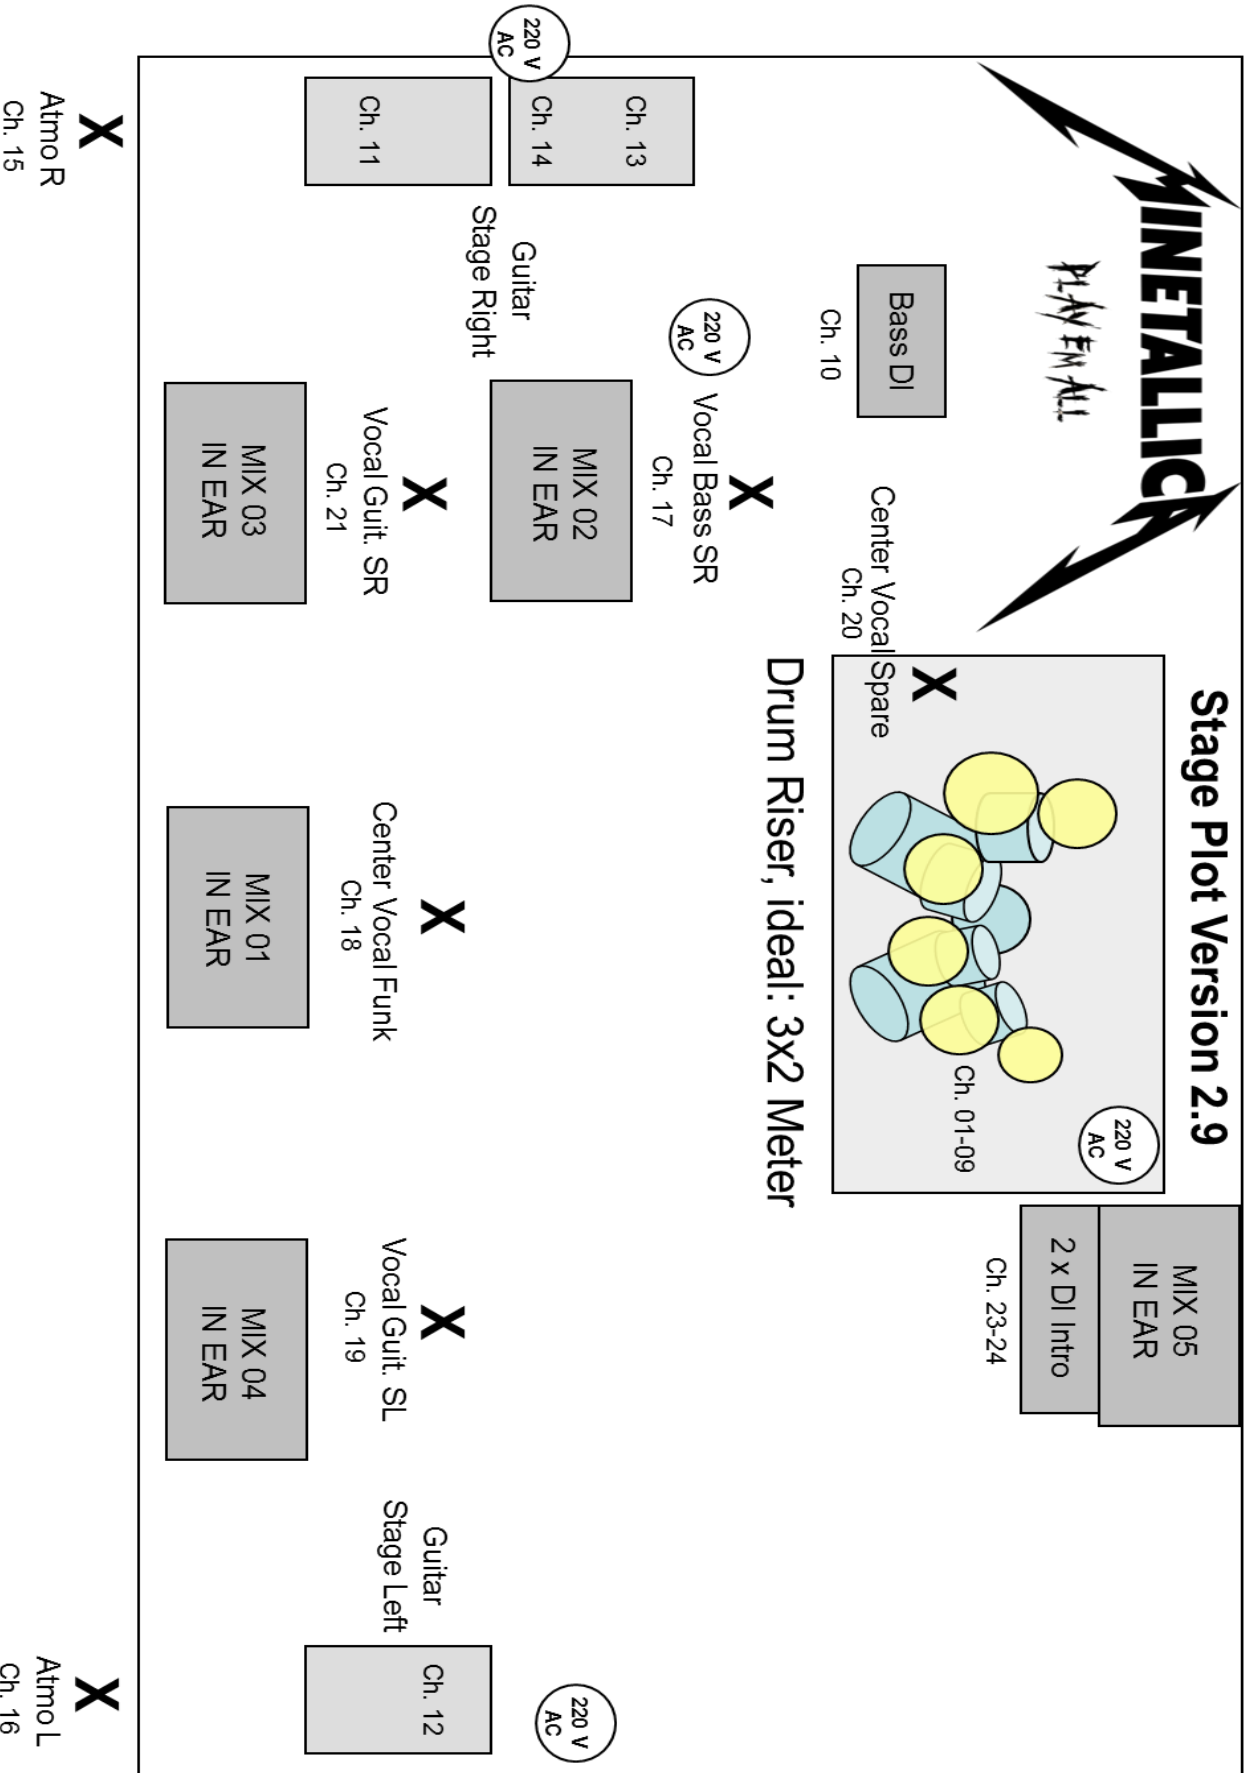 MINETALLICA
PLAY EM ALL
Stage Plot Version 2.9
MIX 05
IN EAR
2 x DI Intro
Ch. 23-24
220 V
AC
Ch. 01-09
Bass DI
Ch. 10
Center Vocal Spare
Ch. 20
X
Drum Riser, ideal: 3x2 Meter
Ch. 13
Ch. 14
220 V
AC
Ch. 11
Guitar
Stage Right
220 V
AC
X
Vocal Bass SR
Ch. 17
MIX 02
IN EAR
X
Vocal Guit. SR
Ch. 21
MIX 03
IN EAR
X
Center Vocal Funk
Ch. 18
MIX 01
IN EAR
X
Vocal Guit. SL
Ch. 19
MIX 04
IN EAR
Guitar
Stage Left
Ch. 12
220 V
AC
X
Atmo R
Ch. 15
X
Atmo L
Ch. 16